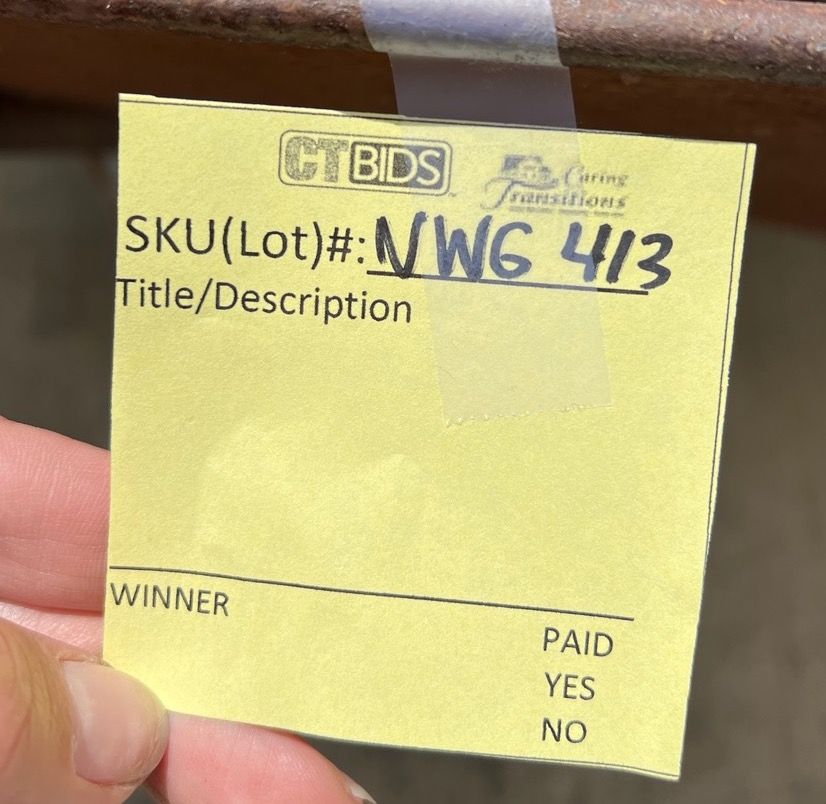 CTBIDS Caring
Transitions
SKU(Lot)#: NWG 413
Title/Description
WINNER
PAID
YES
NO